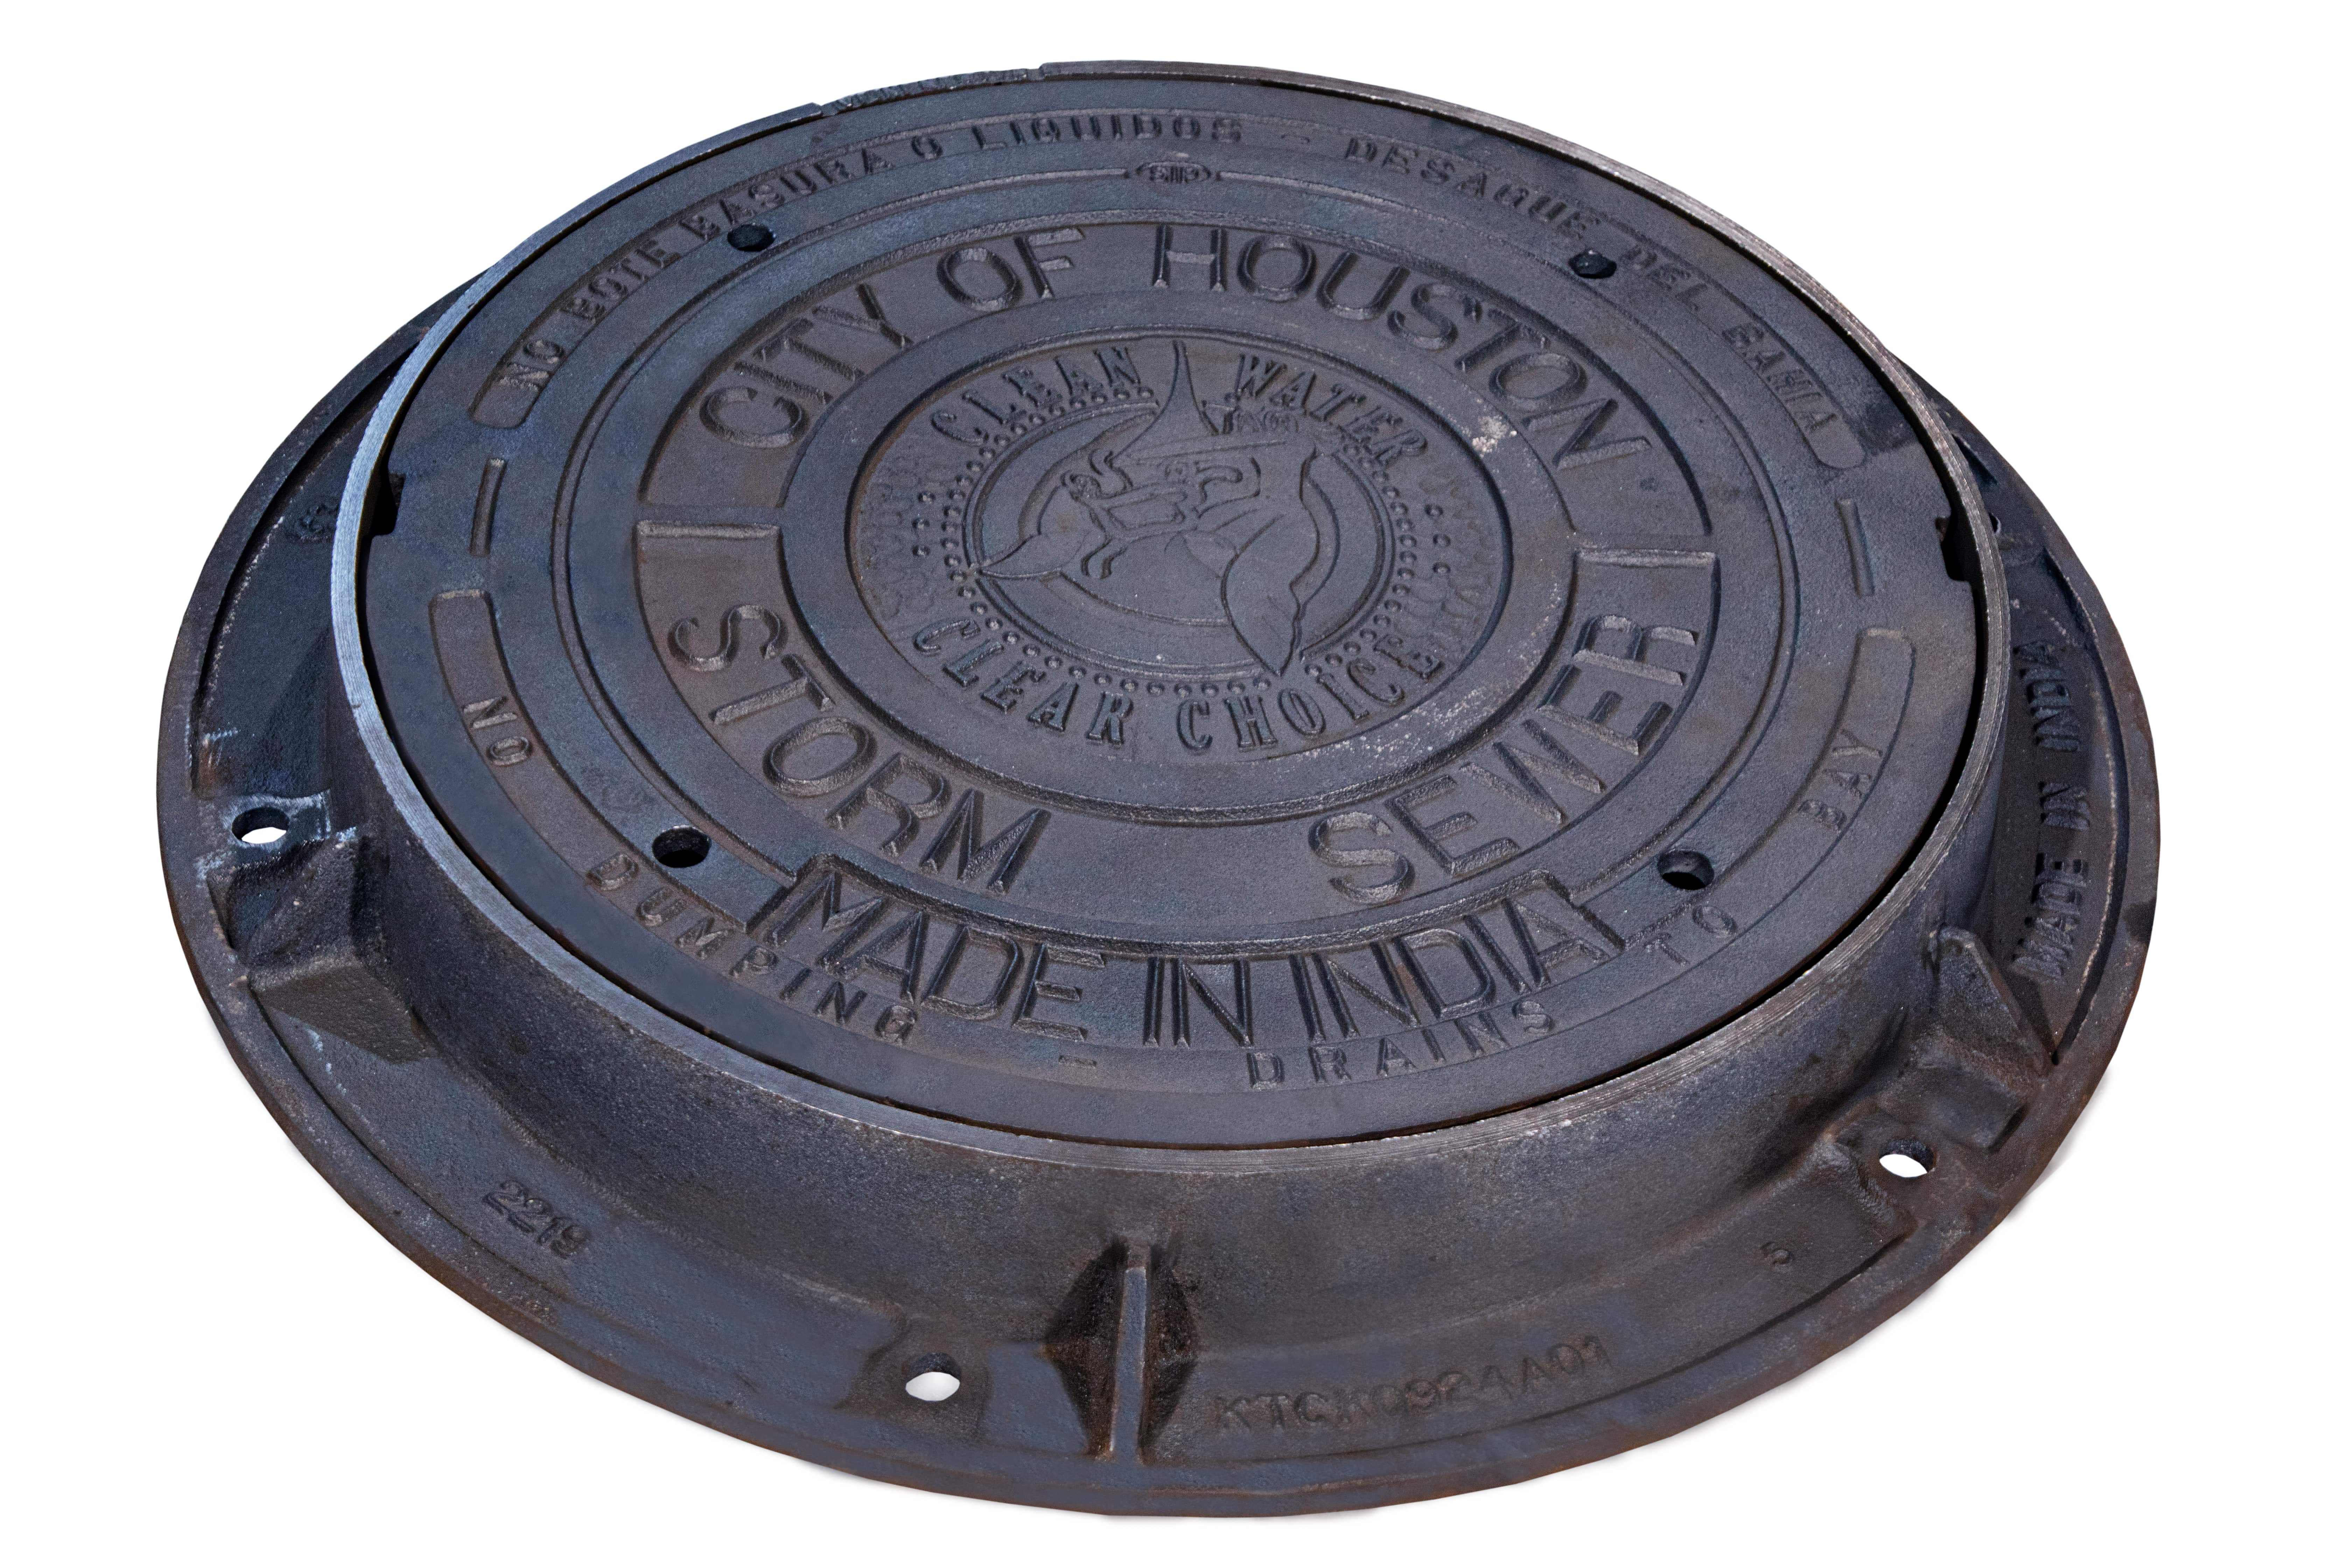 NO BOTE BASURA O LIQUIDOS - DESAGUE DEL BAHIA
SIP
CITY OF HOUSTON
CLEAN WATER
CLEAR CHOICE
STORM SEWER
MADE IN INDIA
NO DUMPING - DRAINS TO BAY
MADE IN INDIA
2219
5
KTCK0924A01